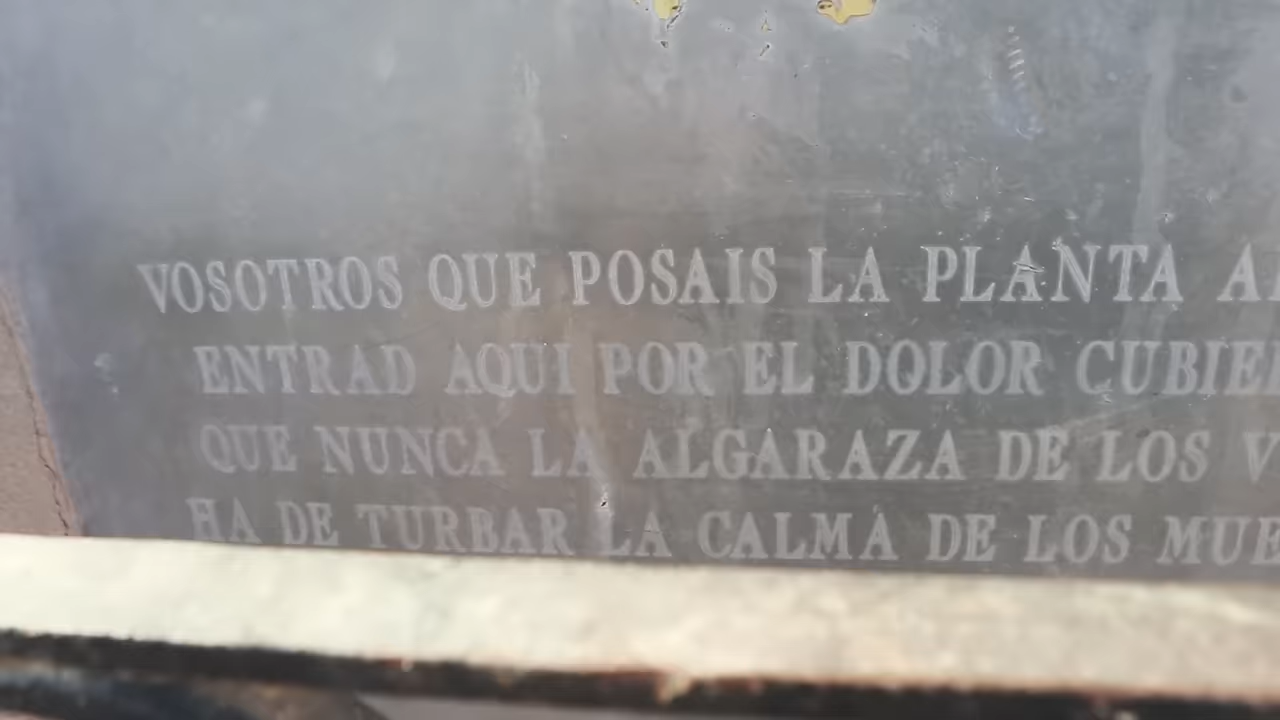 VOSOTROS QUE POSAIS LA PLANTA
ENTRAD AQUI POR EL DOLOR
QUE NUNCA LA ALGARAZA DE LOS
HA DE TURBAR LA CALMA DE LOS